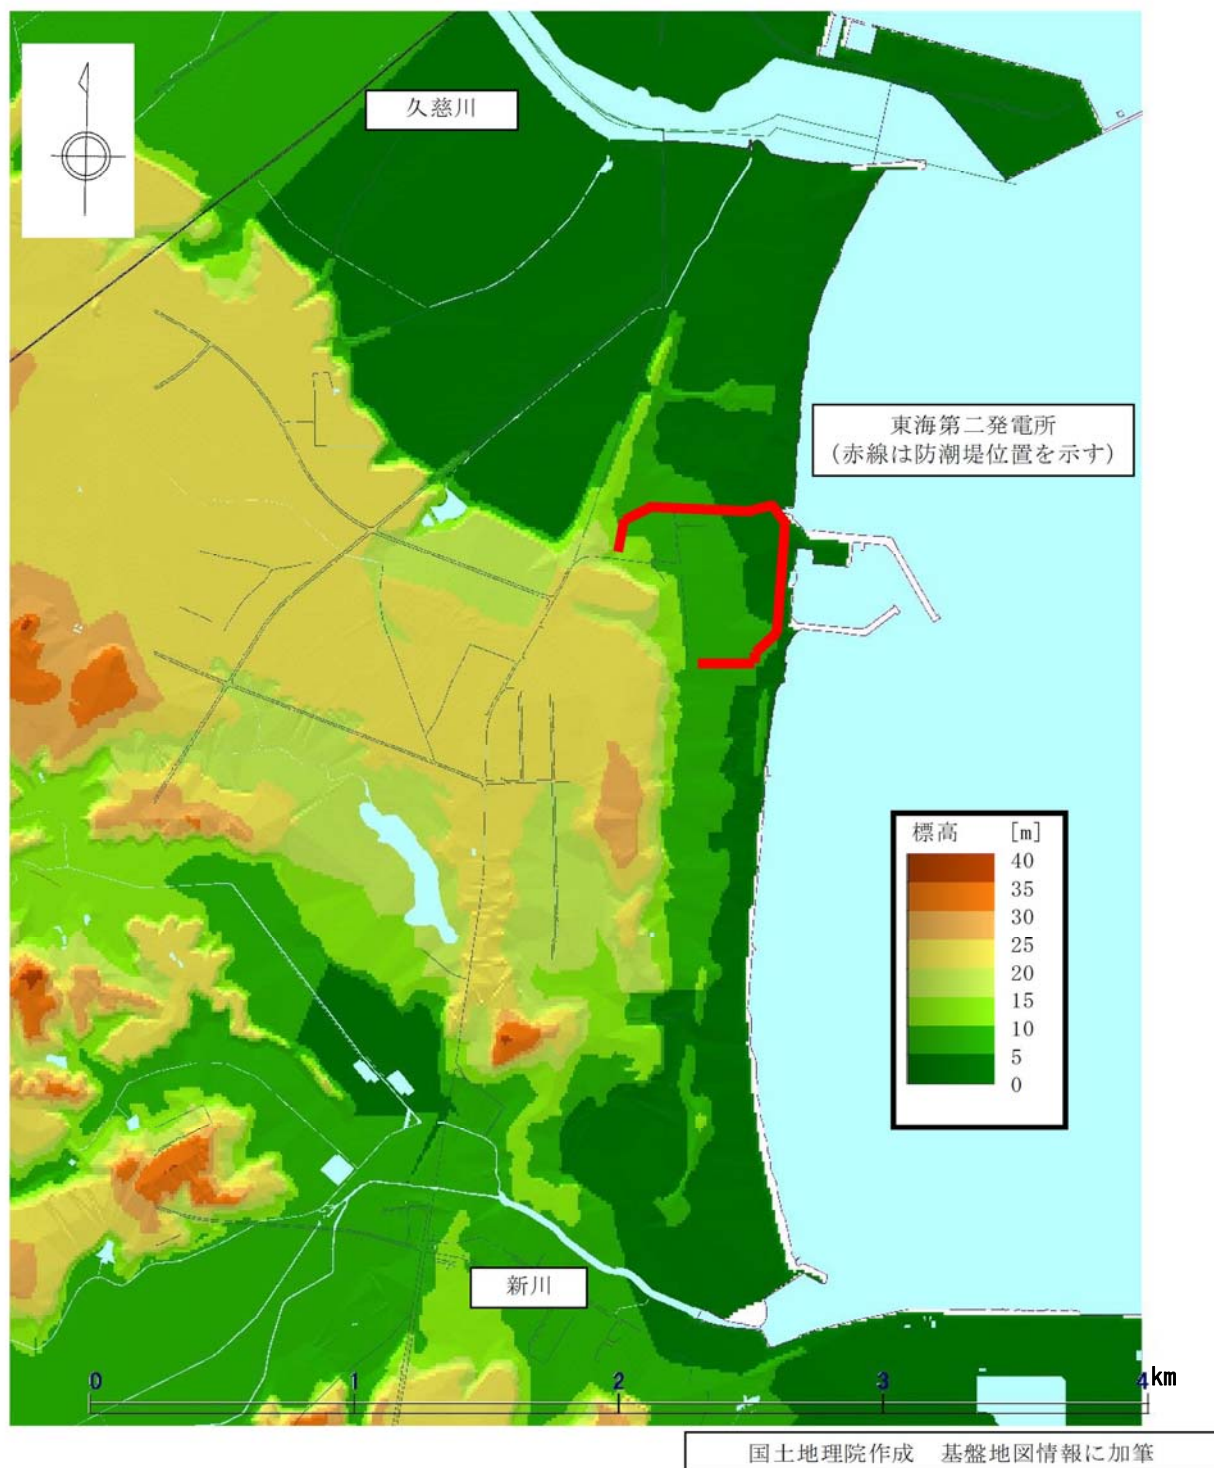 久慈川
東海第二発電所
(赤線は防潮堤位置を示す)
標高 [m]
40
35
30
25
20
15
10
5
0
新川
0 1 2 3 4 km
国土地理院作成 基盤地図情報に加筆